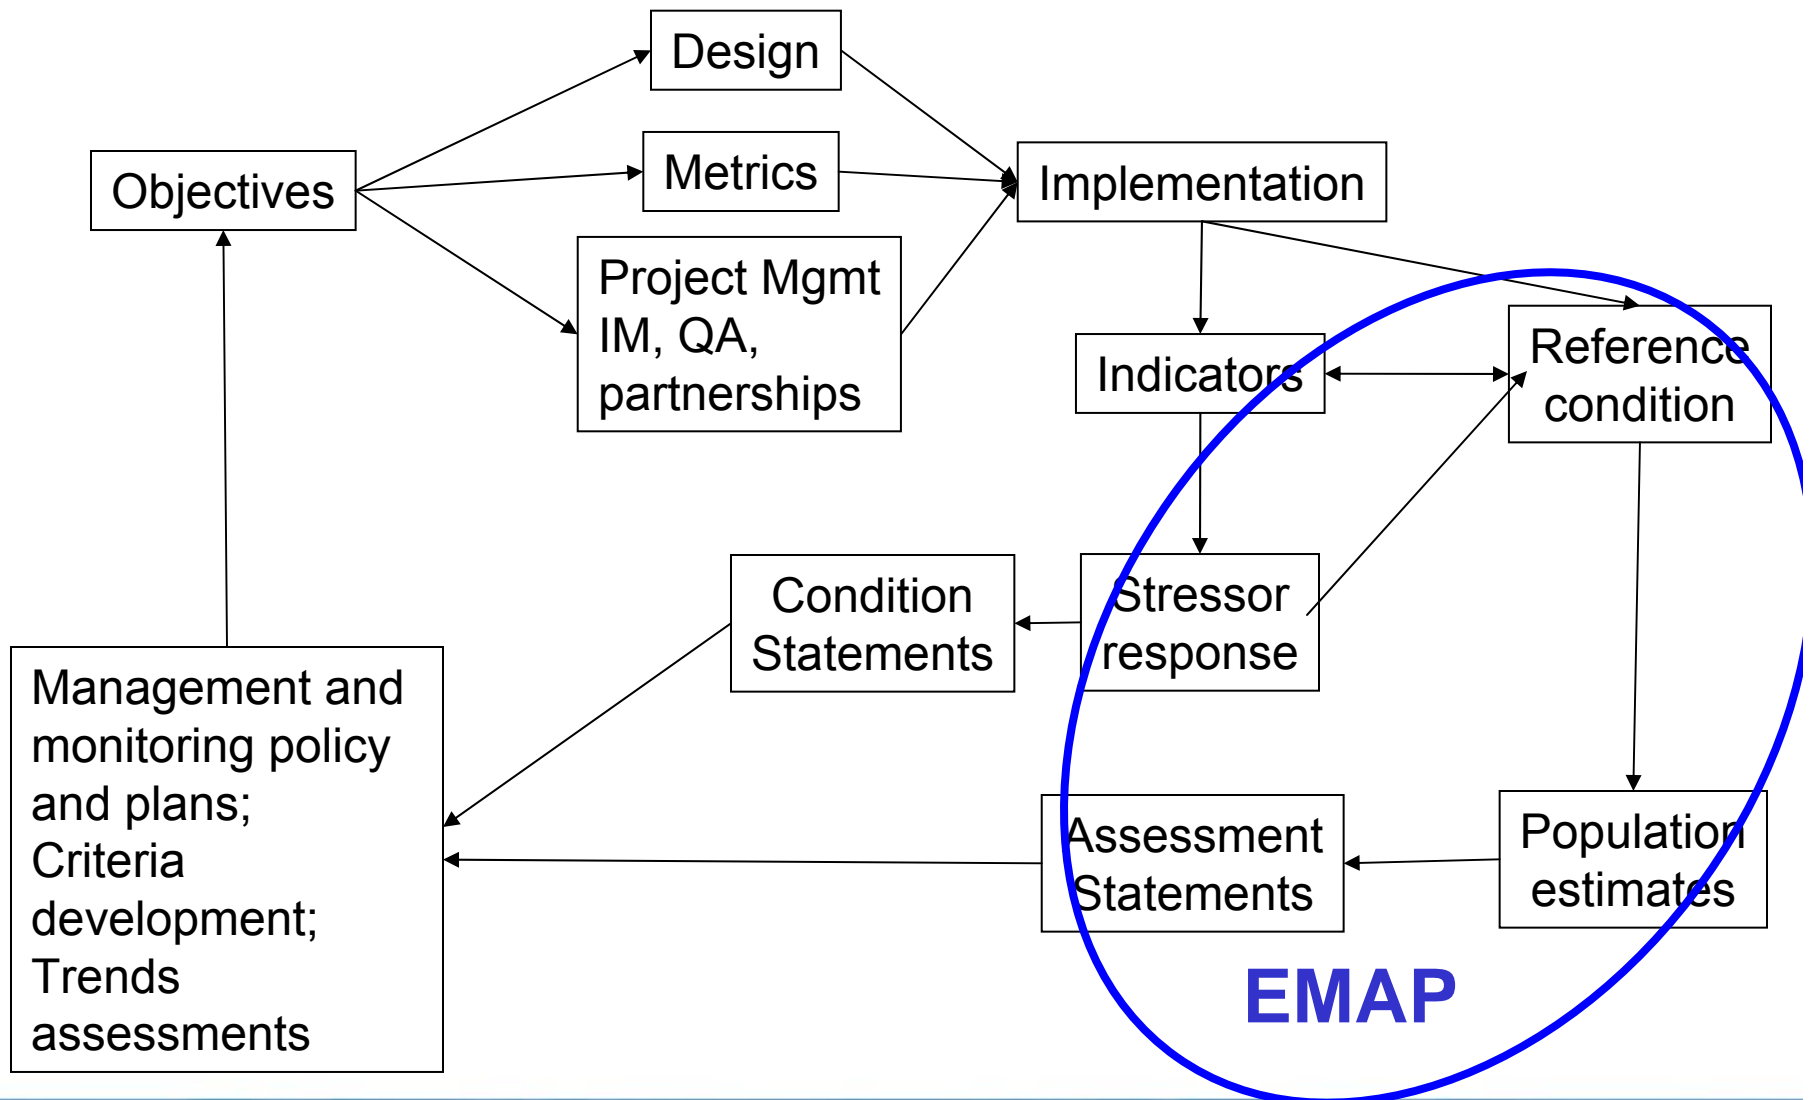 Design
Metrics
Objectives
Implementation
Project Mgmt
IM, QA,
partnerships
Indicators
Reference
condition
Condition
Statements
Stressor
response
Management and
monitoring policy
and plans;
Criteria
development;
Trends
assessments
Assessment
Statements
Population
estimates
EMAP